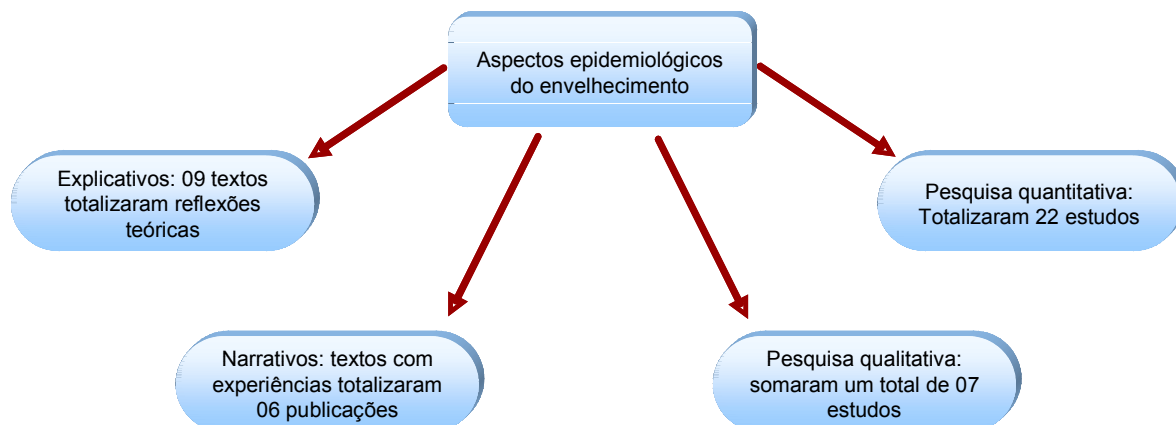 Aspectos epidemiológicos
do envelhecimento
Explicativos: 09 textos
totalizaram reflexões
teóricas
Pesquisa quantitativa:
Totalizaram 22 estudos
Narrativos: textos com
experiências totalizaram
06 publicações
Pesquisa qualitativa:
somaram um total de 07
estudos